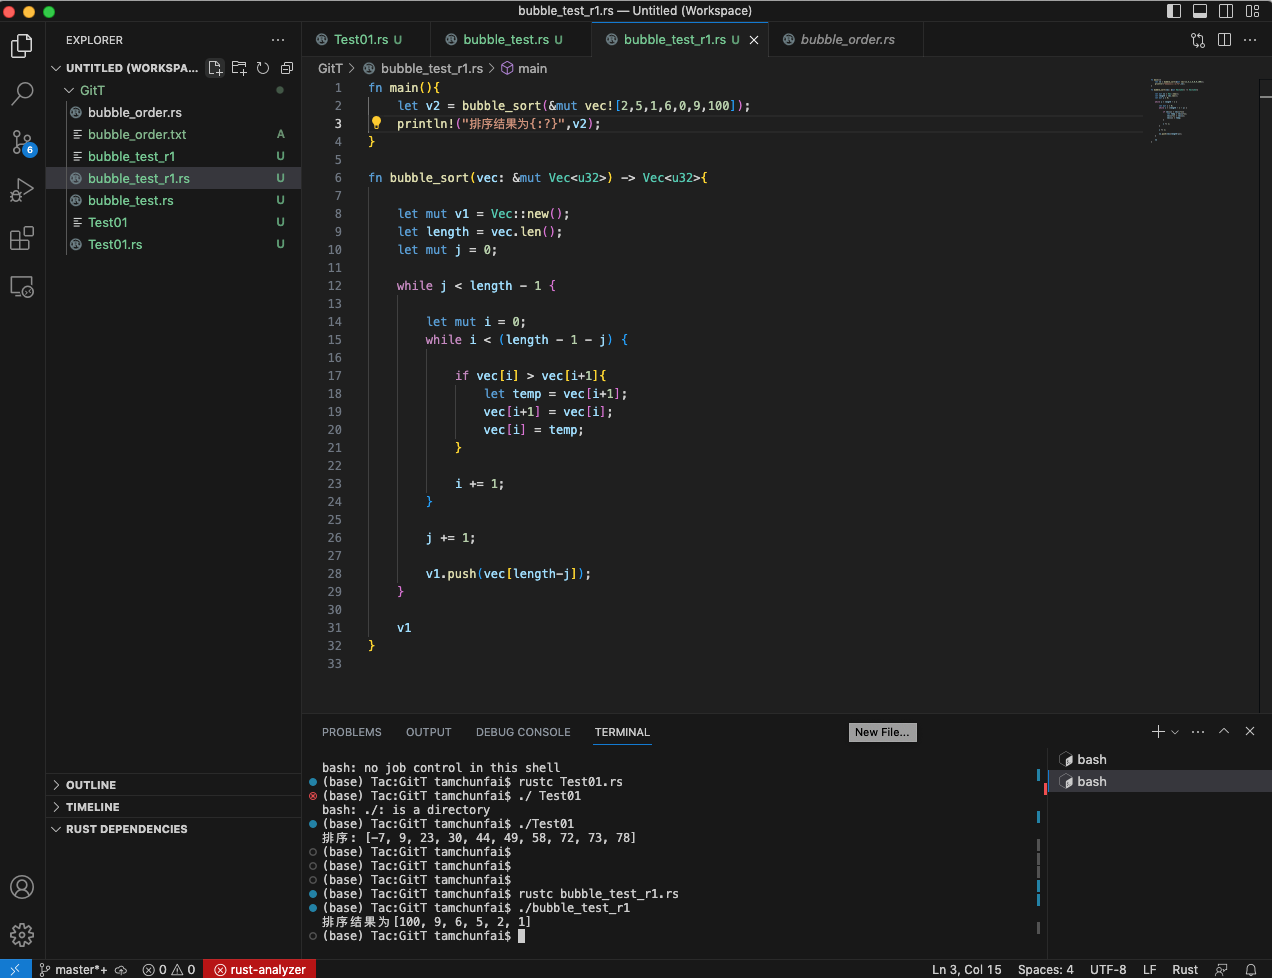 bubble_test_r1.rs — Untitled (Workspace)
EXPLORER
UNTITLED (WORKSPA...
GitT
bubble_order.rs
bubble_order.txt A
bubble_test_r1 U
bubble_test_r1.rs U
bubble_test.rs U
Test01 U
Test01.rs U
6
OUTLINE
TIMELINE
RUST DEPENDENCIES
Test01.rs U
bubble_test.rs U
bubble_test_r1.rs U
bubble_order.rs
GitT > bubble_test_r1.rs > main
1 fn main(){
2 let v2 = bubble_sort(&mut vec![2,5,1,6,0,9,100]);
3 println!("排序结果为{:?}",v2);
4 }
5
6 fn bubble_sort(vec: &mut Vec<u32>) -> Vec<u32>{
7
8 let mut v1 = Vec::new();
9 let length = vec.len();
10 let mut j = 0;
11
12 while j < length - 1 {
13
14 let mut i = 0;
15 while i < (length - 1 - j) {
16
17 if vec[i] > vec[i+1]{
18 let temp = vec[i+1];
19 vec[i+1] = vec[i];
20 vec[i] = temp;
21 }
22
23 i += 1;
24 }
25
26 j += 1;
27
28 v1.push(vec[length-j]);
29 }
30
31 v1
32 }
33
PROBLEMS OUTPUT DEBUG CONSOLE TERMINAL
New File...
bash: no job control in this shell
(base) Tac:GitT tamchunfai$ rustc Test01.rs
(base) Tac:GitT tamchunfai$ ./ Test01
bash: ./: is a directory
(base) Tac:GitT tamchunfai$ ./Test01
排序: [-7, 9, 23, 30, 44, 49, 58, 72, 73, 78]
(base) Tac:GitT tamchunfai$
(base) Tac:GitT tamchunfai$
(base) Tac:GitT tamchunfai$
(base) Tac:GitT tamchunfai$ rustc bubble_test_r1.rs
(base) Tac:GitT tamchunfai$ ./bubble_test_r1
排序结果为[100, 9, 6, 5, 2, 1]
(base) Tac:GitT tamchunfai$
bash
bash
master*+ 0 0 rust-analyzer Ln 3, Col 15 Spaces: 4 UTF-8 LF Rust